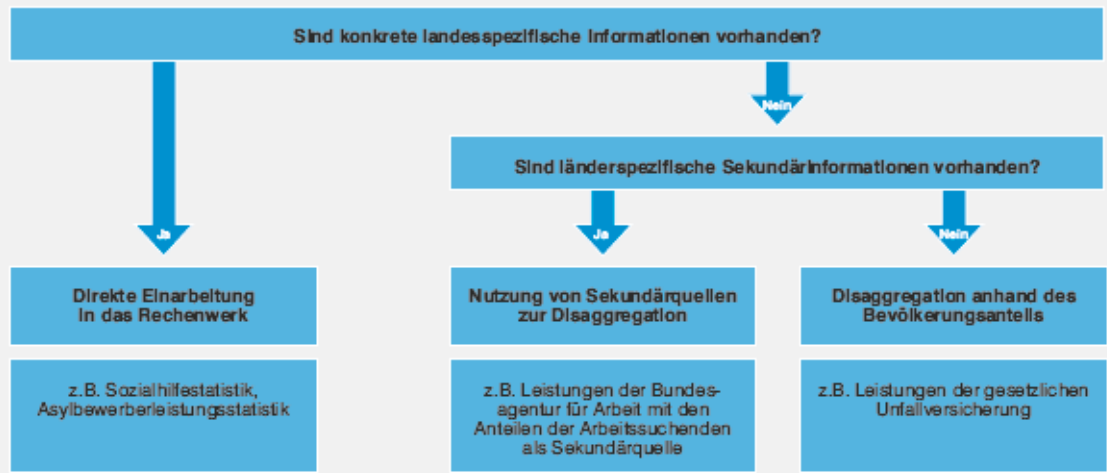 Sind konkrete landesspezifische Informationen vorhanden?
Nein
Sind länderspezifische Sekundärinformationen vorhanden?
Ja
Ja
Nein
Direkte Einarbeitung
in das Rechenwerk
Nutzung von Sekundärquellen
zur Disaggregation
Disaggregation anhand des
Bevölkerungsanteils
z.B. Sozialhilfestatistik,
Asylbewerberleistungsstatistik
z.B. Leistungen der Bundes-
agentur für Arbeit mit den
Anteilen der Arbeitssuchenden
als Sekundärquelle
z.B. Leistungen der gesetzlichen
Unfallversicherung